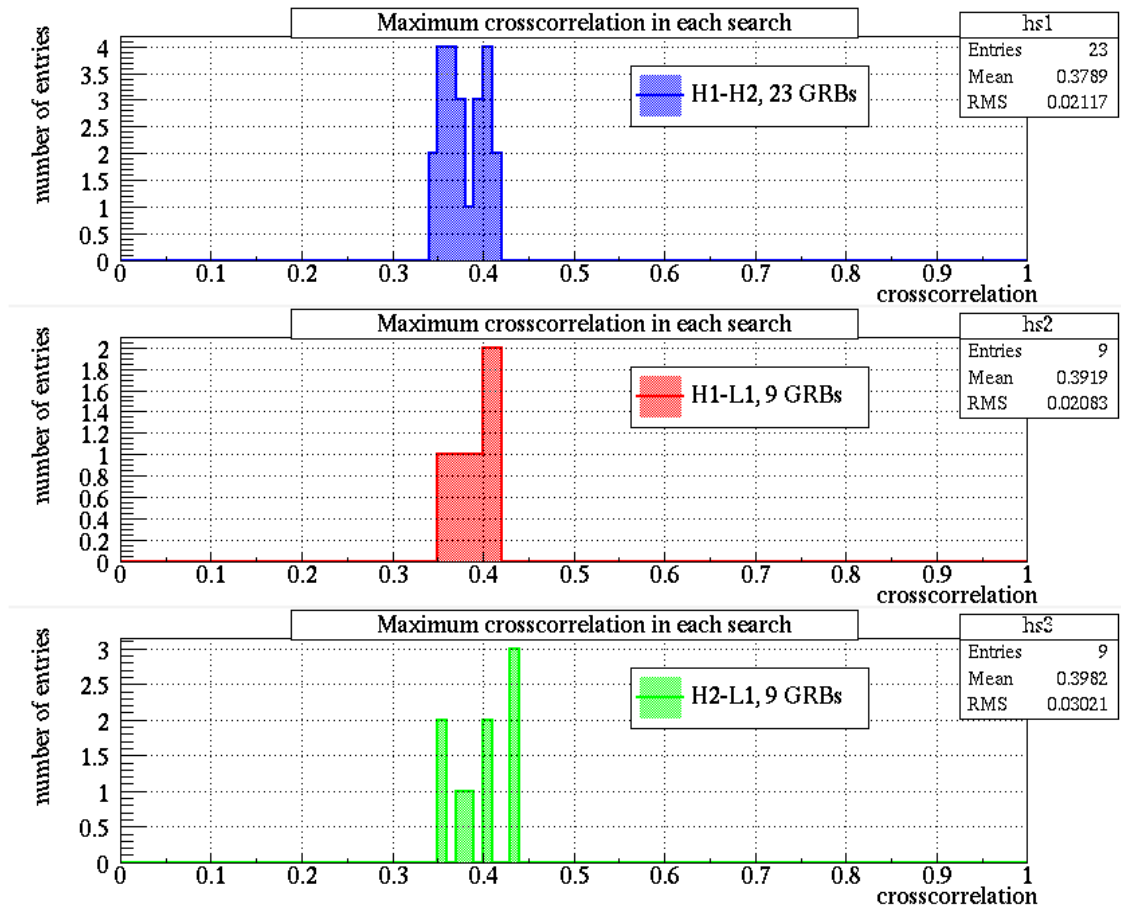 Maximum crosscorrelation in each search
hs1
Entries 23
Mean 0.3789
RMS 0.02117
H1-H2, 23 GRBs
number of entries
4
3.5
3
2.5
2
1.5
1
0.5
0
0 0.1 0.2 0.3 0.4 0.5 0.6 0.7 0.8 0.9 1
crosscorrelation
Maximum crosscorrelation in each search
hs2
Entries 9
Mean 0.3919
RMS 0.02083
H1-L1, 9 GRBs
number of entries
2
1.8
1.6
1.4
1.2
1
0.8
0.6
0.4
0.2
0
0 0.1 0.2 0.3 0.4 0.5 0.6 0.7 0.8 0.9 1
crosscorrelation
Maximum crosscorrelation in each search
hs3
Entries 9
Mean 0.3982
RMS 0.03021
H2-L1, 9 GRBs
number of entries
3
2.5
2
1.5
1
0.5
0
0 0.1 0.2 0.3 0.4 0.5 0.6 0.7 0.8 0.9 1
crosscorrelation